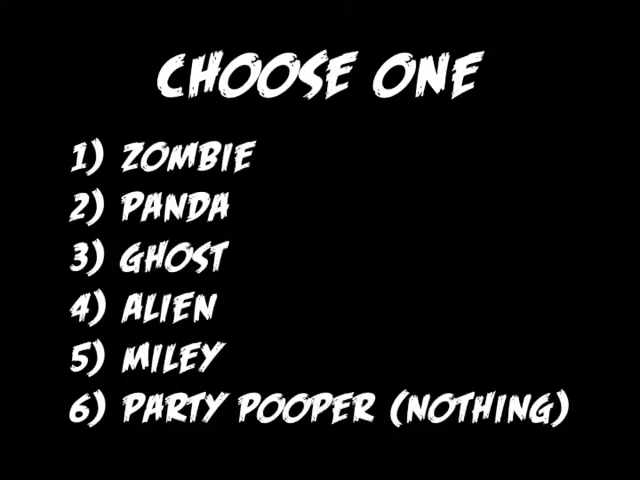 CHOOSE ONE
1) ZOMBIE
2) PANDA
3) GHOST
4) ALIEN
5) MILEY
6) PARTY POOPER (NOTHING)